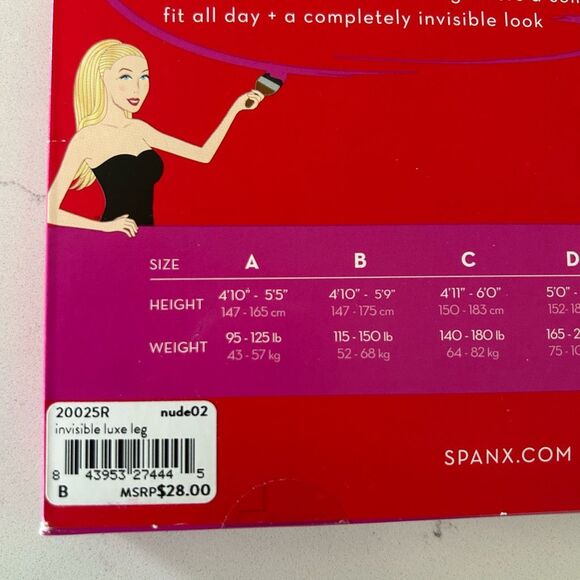 fit all day + a completely invisible look
SIZE A B C D
HEIGHT 4'10" - 5'5" 4'10" - 5'9" 4'11" - 6'0" 5'0" -
147 - 165 cm 147 - 175 cm 150 - 183 cm
WEIGHT 95 - 125 lb 115 - 150 lb 140 - 180 lb
43 - 57 kg 52 - 68 kg 64 - 82 kg
20025R nude02
invisible luxe leg
8 43953 27444 5
B MSRP$28.00
SPANX.COM